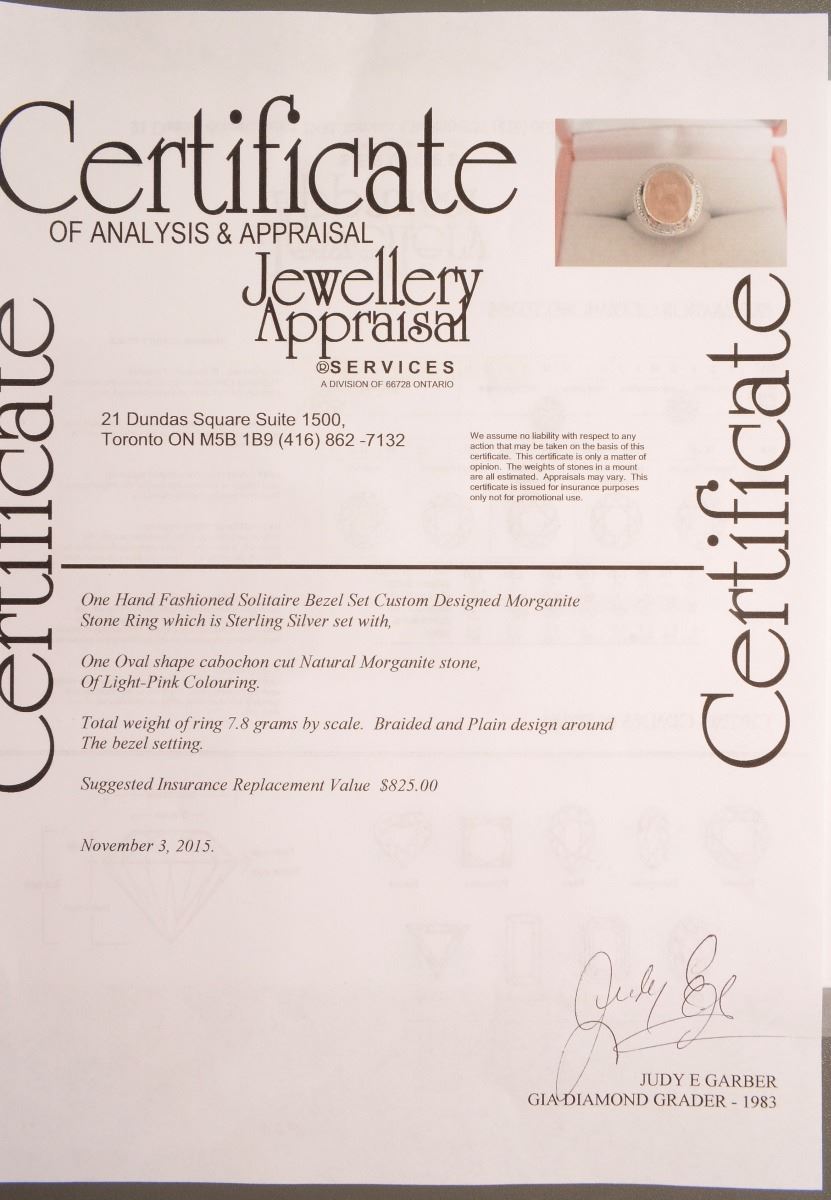 Certificate
OF ANALYSIS & APPRAISAL
Jewellery
Appraisal
®SERVICES
A DIVISION OF 66728 ONTARIO
21 Dundas Square Suite 1500,
Toronto ON M5B 1B9 (416) 862 -7132
We assume no liability with respect to any
action that may be taken on the basis of this
certificate. This certificate is only a matter of
opinion. The weights of stones in a mount
are all estimated. Appraisals may vary. This
certificate is issued for insurance purposes
only not for promotional use.
Certificate
Certificate
One Hand Fashioned Solitaire Bezel Set Custom Designed Morganite
Stone Ring which is Sterling Silver set with,
One Oval shape cabochon cut Natural Morganite stone,
Of Light-Pink Colouring.
Total weight of ring 7.8 grams by scale. Braided and Plain design around
The bezel setting.
Suggested Insurance Replacement Value $825.00
November 3, 2015.
JUDY E GARBER
GIA DIAMOND GRADER - 1983